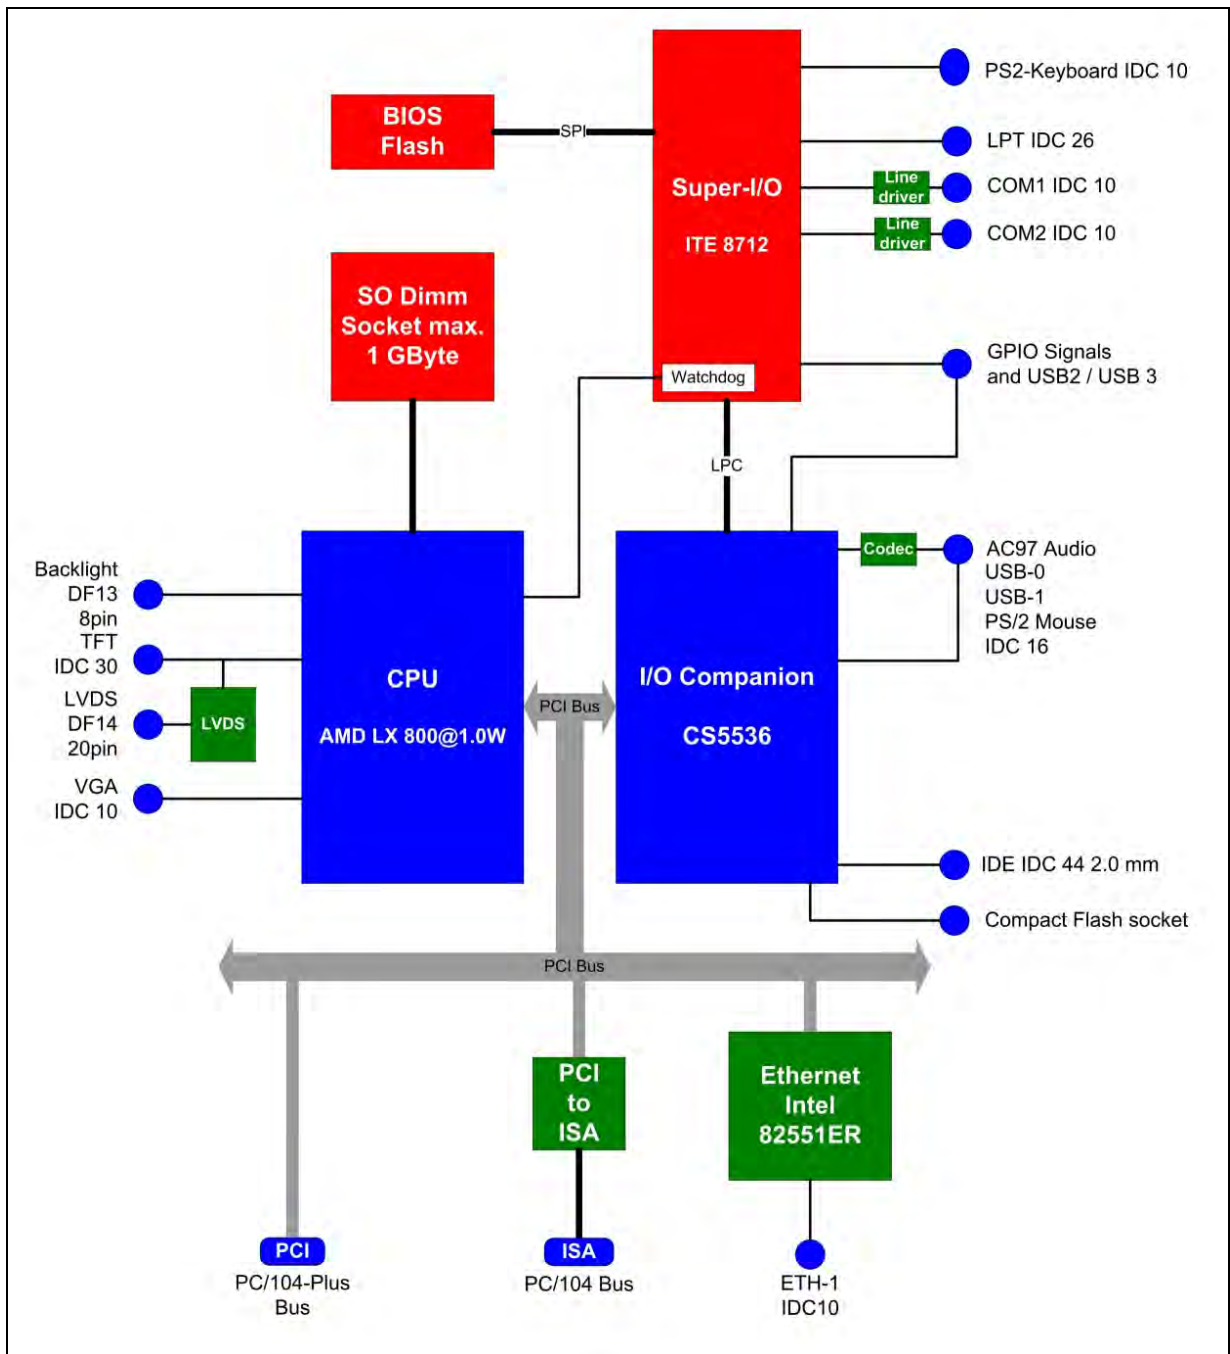 PS2-Keyboard IDC 10
BIOS
Flash
SPI
LPT IDC 26
Super-I/O
ITE 8712
Line
driver
COM1 IDC 10
Line
driver
COM2 IDC 10
SO Dimm
Socket max.
1 GByte
Watchdog
GPIO Signals
and USB2 / USB 3
LPC
Codec
AC97 Audio
USB-0
USB-1
PS/2 Mouse
IDC 16
Backlight
DF13
8pin
TFT
IDC 30
LVDS
DF14
20pin
LVDS
VGA
IDC 10
CPU
AMD LX 800@1.0W
PCI Bus
I/O Companion
CS5536
IDE IDC 44 2.0 mm
Compact Flash socket
PCI Bus
PCI
to
ISA
Ethernet
Intel
82551ER
PCI
PC/104-Plus
Bus
ISA
PC/104 Bus
ETH-1
IDC10